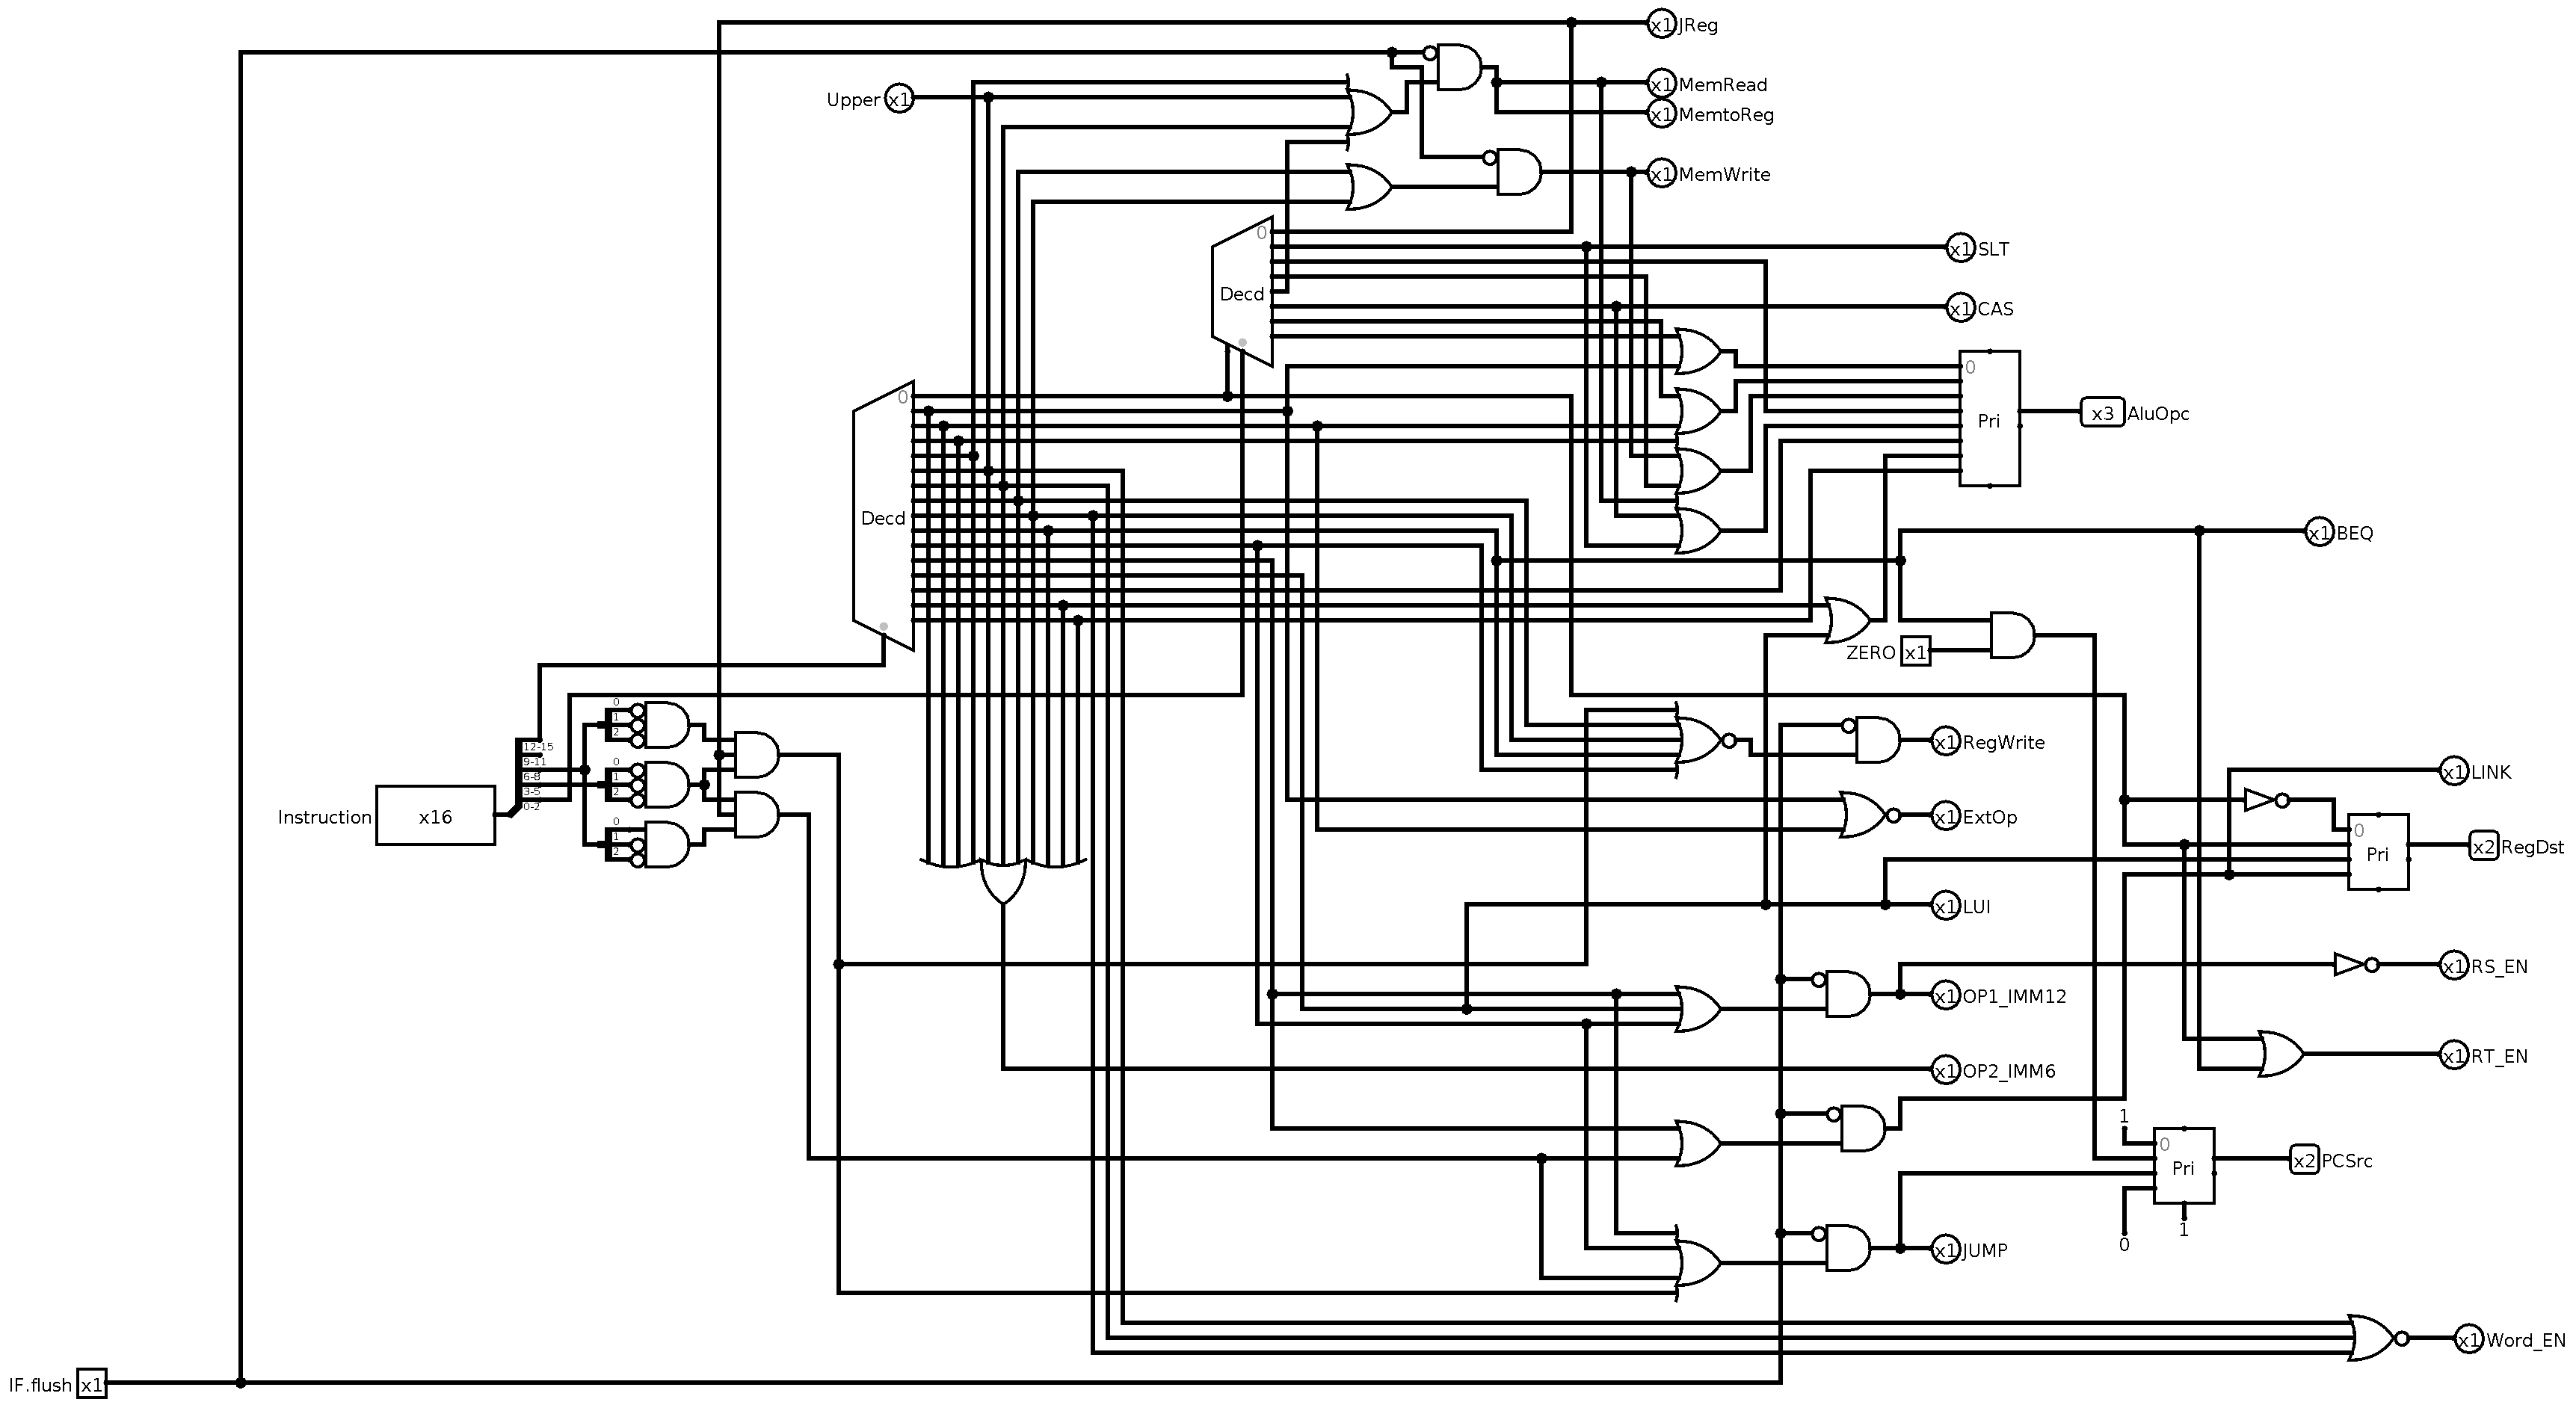 x1 JReg
x1 MemRead
Upper x1
x1 MemtoReg
x1 MemWrite
0
x1 SLT
Decd
x1 CAS
0
0
Pri
x3 AluOpc
Decd
x1 BEQ
ZERO x1
0
1
2
12-15
9-11
6-8
3-5
0-2
x1 RegWrite
0
1
2
x1 LINK
Instruction x16
x1 ExtOp
0
1
2
0
Pri
x2 RegDst
x1 LUI
x1 RS_EN
x1 OP1_IMM12
x1 RT_EN
x1 OP2_IMM6
1
0
Pri
x2 PCSrc
1
0
x1 JUMP
x1 Word_EN
IF.flush x1